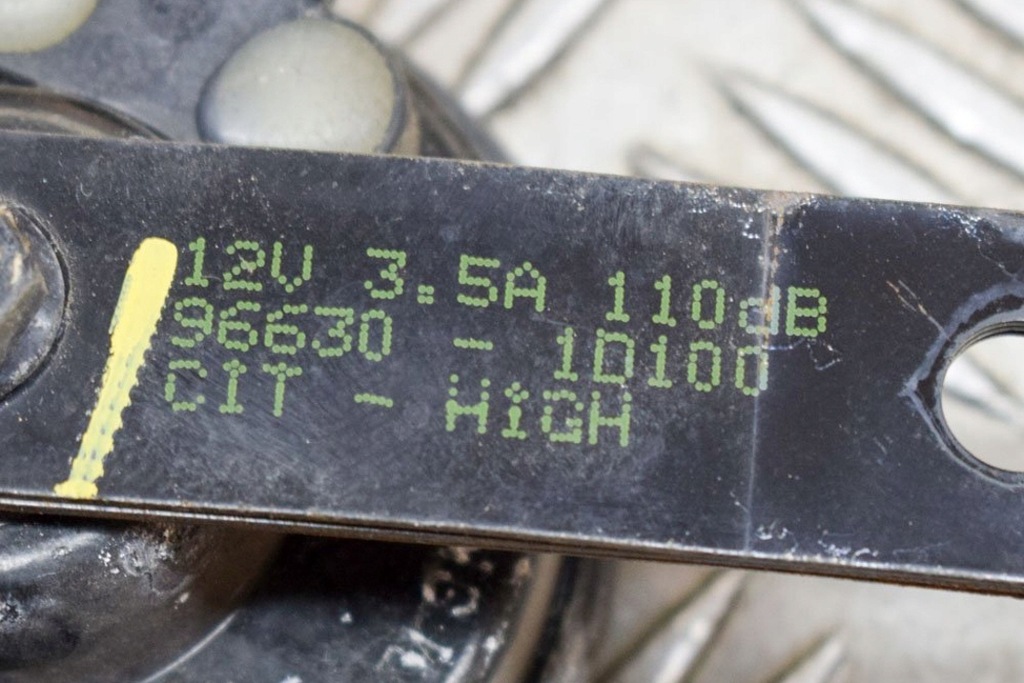 12V 3.5A 110dB
96630 - 1D100
CIT - HiGH